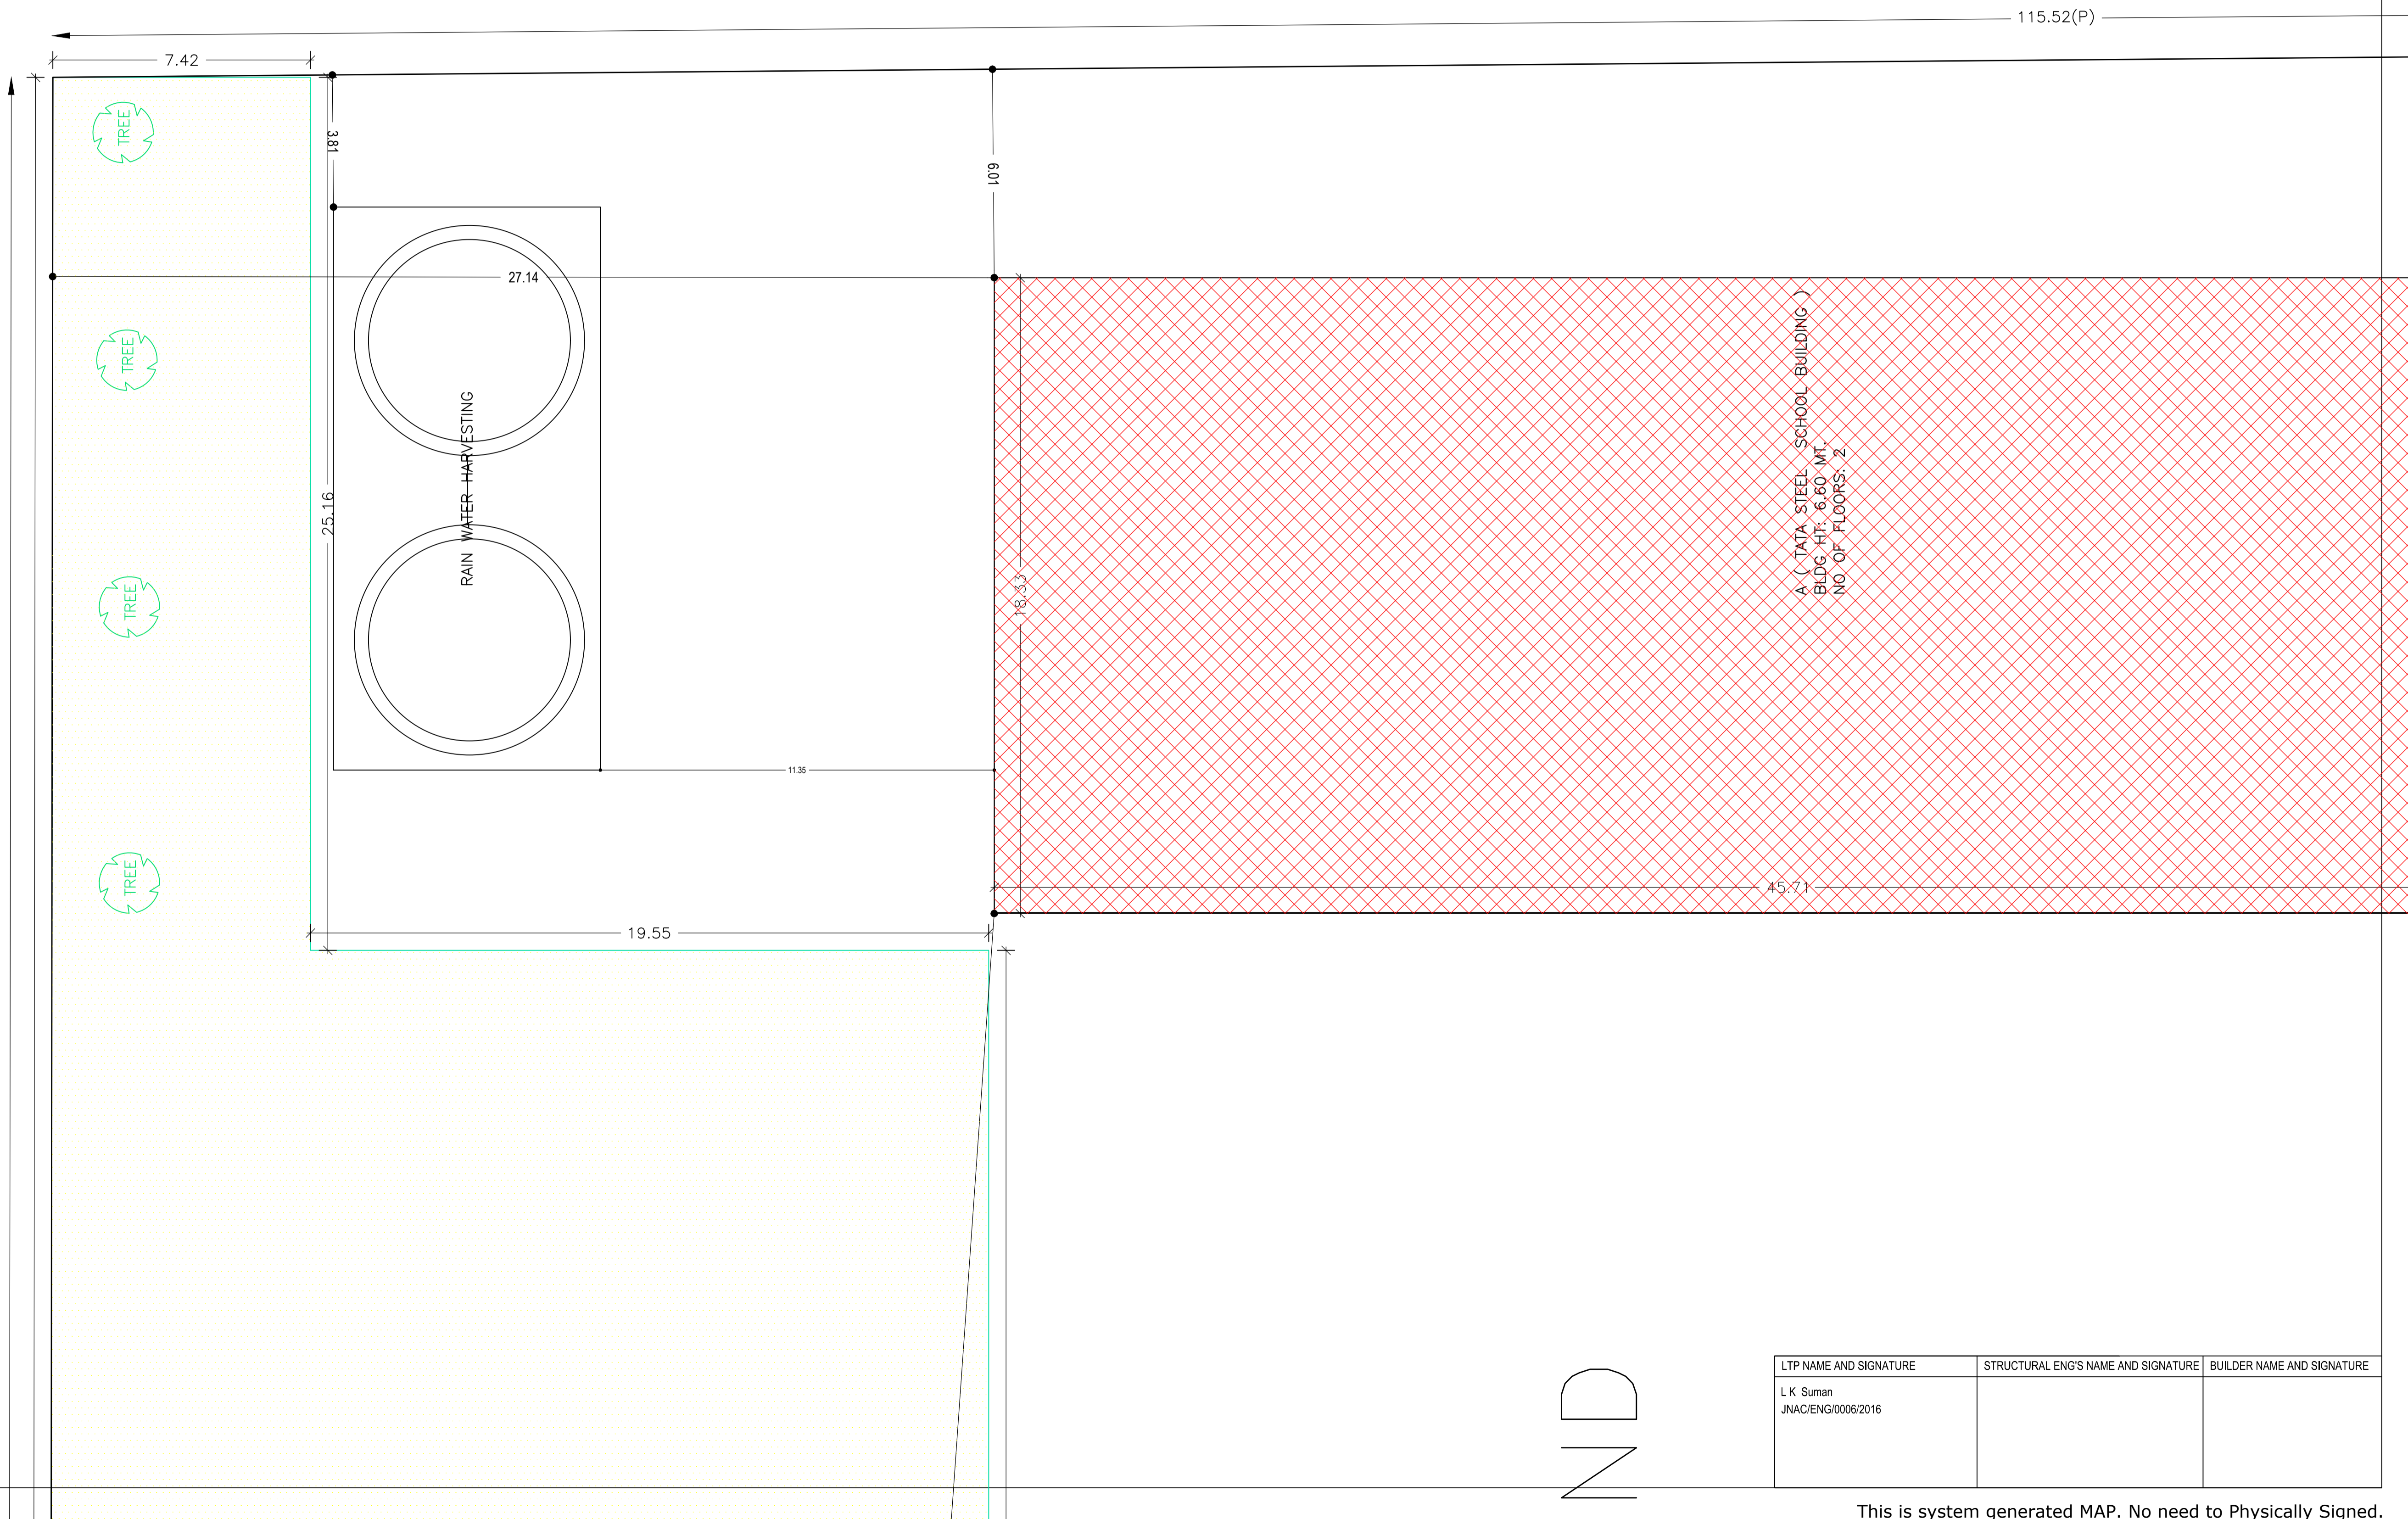 115.52(P)
7.42
TREE
3.81
6.01
27.14
TREE
A ( TATA STEEL SCHOOL BUILDING )
BLDG HT: 6.60 MT.
NO OF FLOORS: 2
RAIN WATER HARVESTING
25.16
18.33
TREE
11.35
TREE
45.71
19.55
ND
LTP NAME AND SIGNATURE
STRUCTURAL ENG'S NAME AND SIGNATURE
BUILDER NAME AND SIGNATURE
L K Suman
JNAC/ENG/0006/2016
This is system generated MAP. No need to Physically Signed.